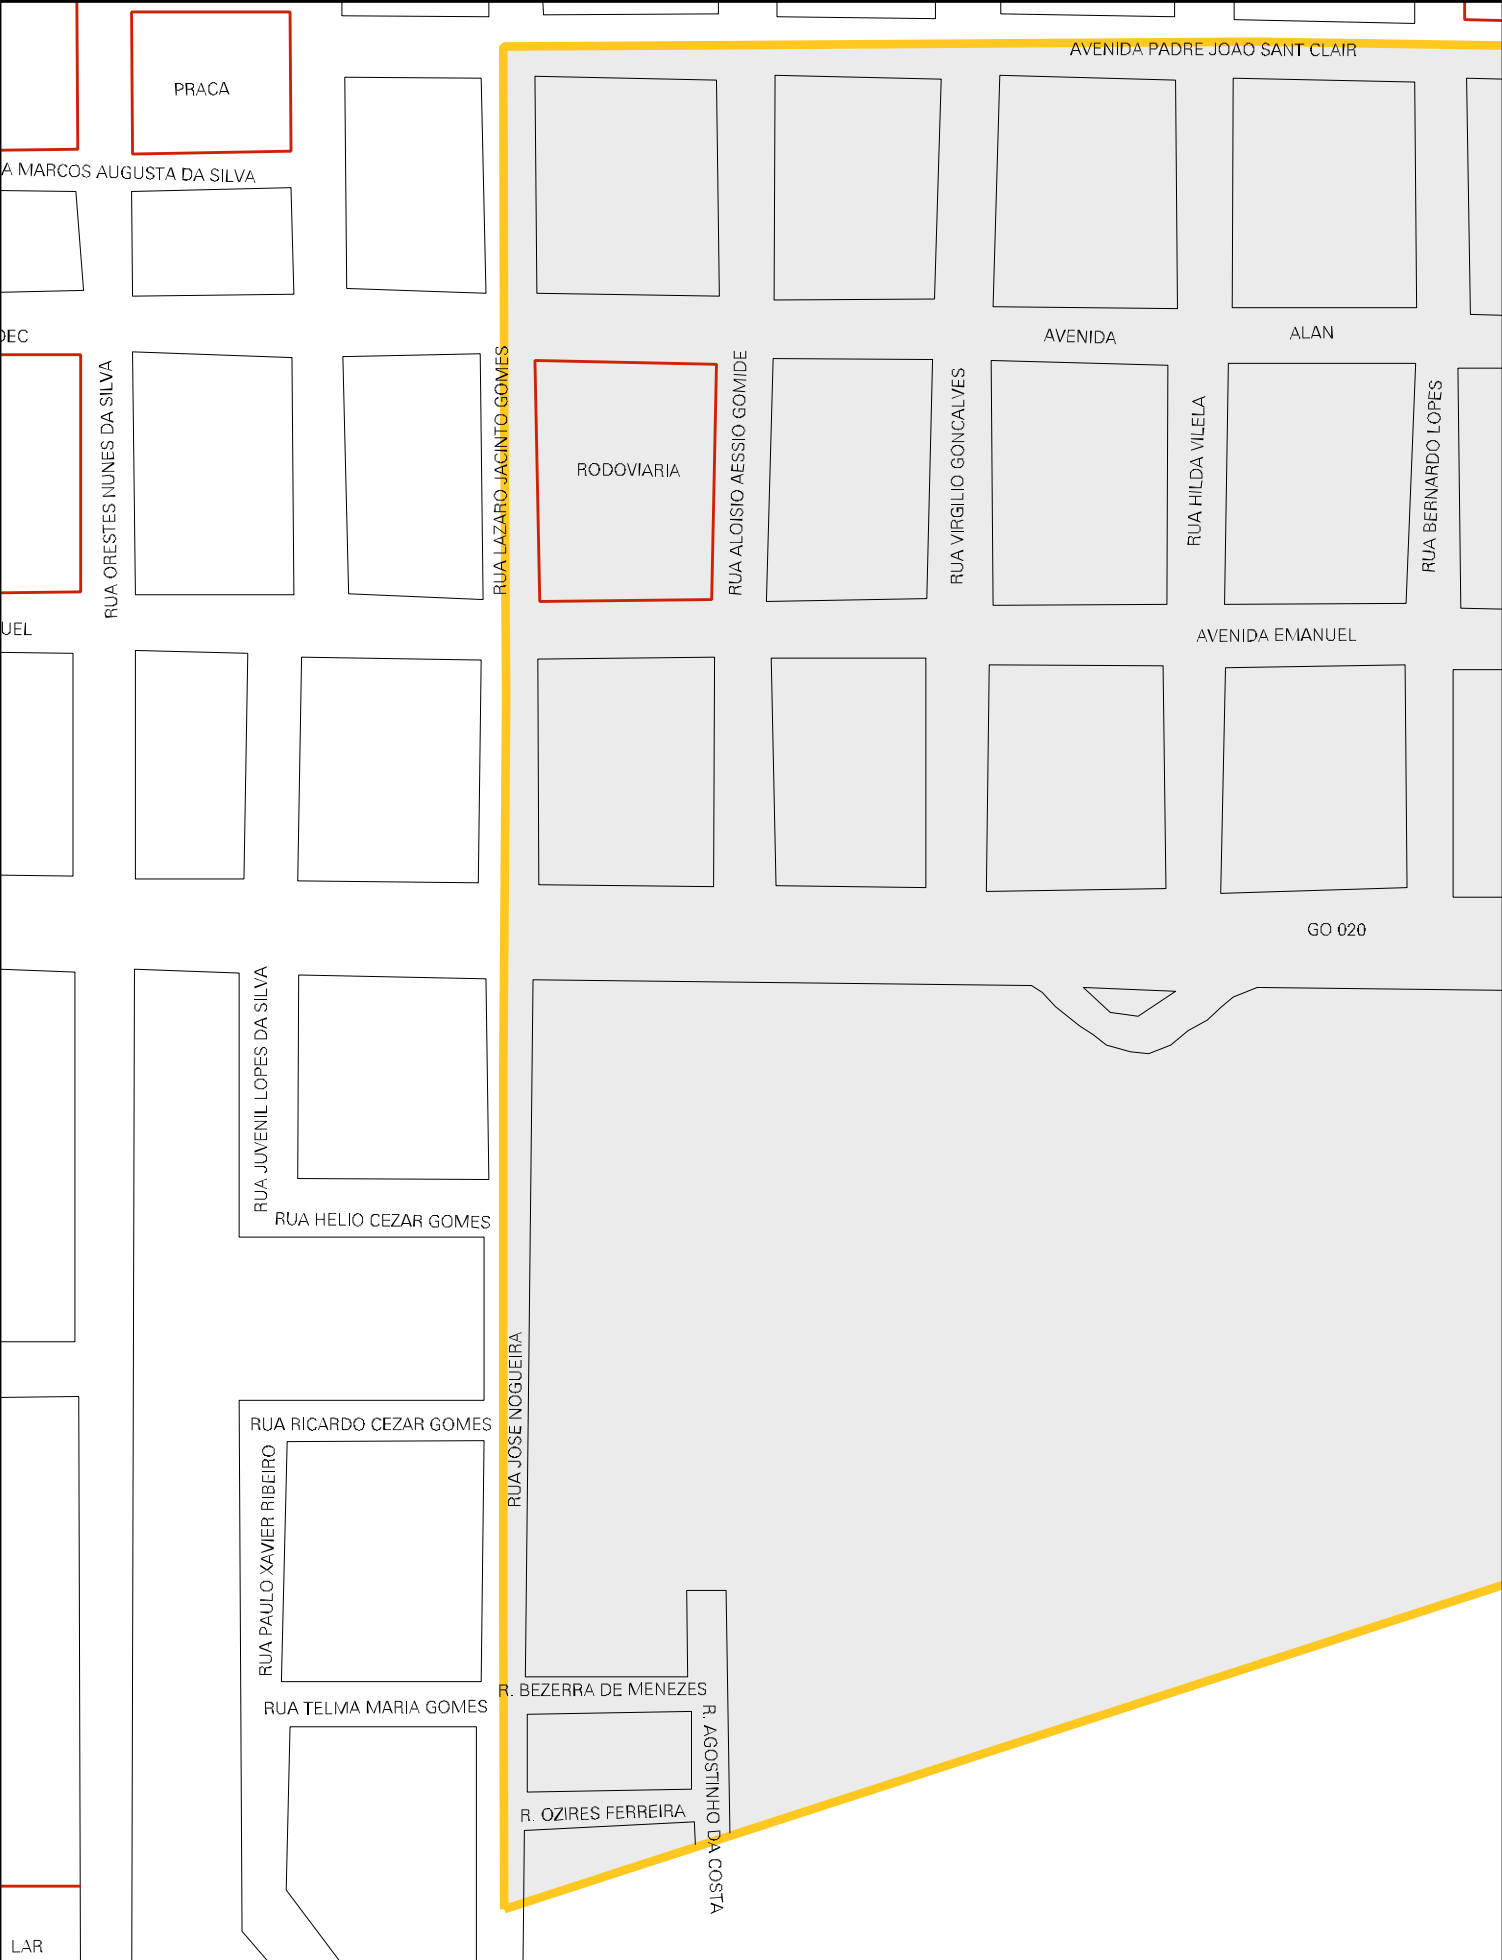 AVENIDA PADRE JOAO SANT CLAIR
PRACA
A MARCOS AUGUSTA DA SILVA
DEC
AVENIDA
ALAN
RUA ORESTES NUNES DA SILVA
RUA LAZARO JACINTO GOMES
RODOVIARIA
RUA ALOISIO AESSIO GOMIDE
RUA VIRGILIO GONCALVES
RUA HILDA VILELA
RUA BERNARDO LOPES
UEL
AVENIDA EMANUEL
GO 020
RUA JUVENIL LOPES DA SILVA
RUA HELIO CEZAR GOMES
RUA JOSE NOGUEIRA
RUA RICARDO CEZAR GOMES
RUA PAULO XAVIER RIBEIRO
R. BEZERRA DE MENEZES
RUA TELMA MARIA GOMES
R. AGOSTINHO DA COSTA
R. OZIRES FERREIRA
LAR